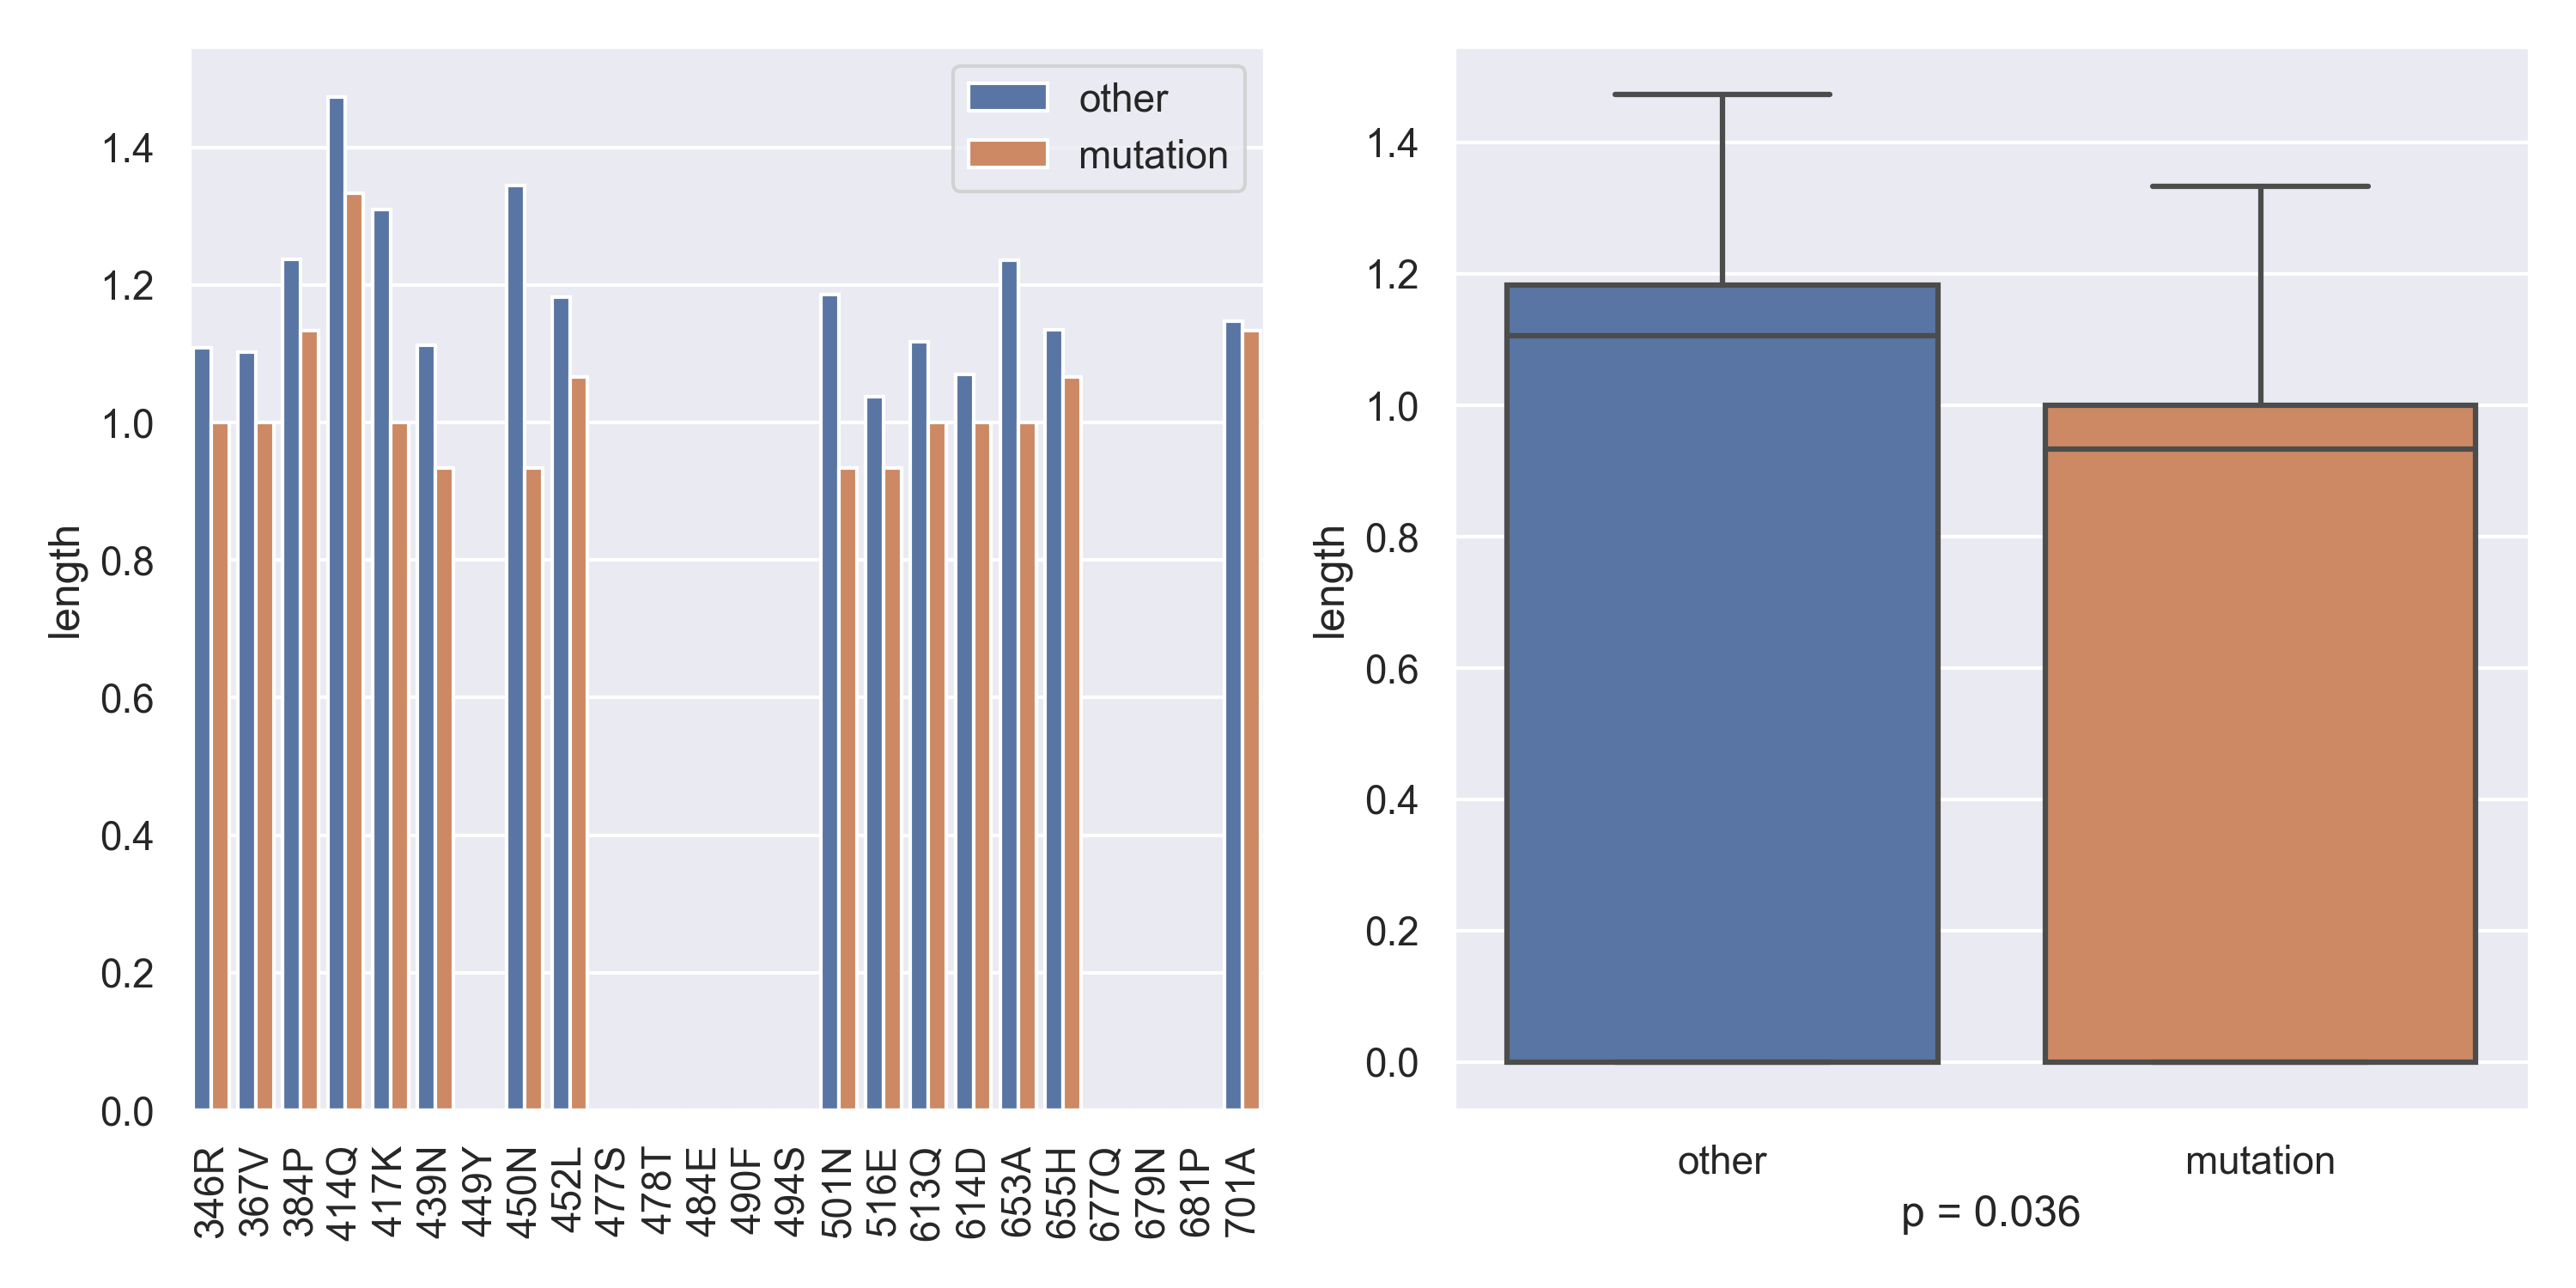 other
mutation
length
1.4
1.2
1.0
0.8
0.6
0.4
0.2
0.0
346R
367V
384P
414Q
417K
439N
449Y
450N
452L
477S
478T
484E
490F
494S
501N
516E
613Q
614D
653A
655H
677Q
679N
681P
701A
length
1.4
1.2
1.0
0.8
0.6
0.4
0.2
0.0
other
mutation
p = 0.036